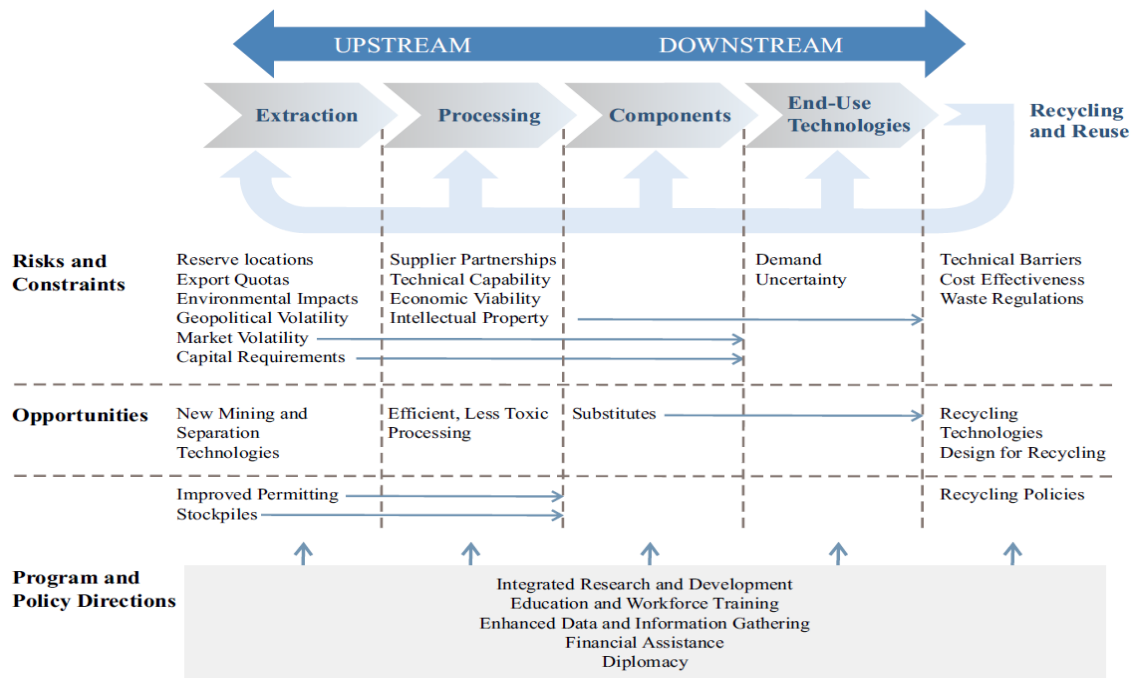 UPSTREAM
DOWNSTREAM
Extraction
Processing
Components
End-Use
Technologies
Recycling
and Reuse
Risks and
Constraints
Reserve locations
Export Quotas
Environmental Impacts
Geopolitical Volatility
Market Volatility
Capital Requirements
Supplier Partnerships
Technical Capability
Economic Viability
Intellectual Property
Demand
Uncertainty
Technical Barriers
Cost Effectiveness
Waste Regulations
Opportunities
New Mining and
Separation
Technologies
Efficient, Less Toxic
Processing
Substitutes
Recycling
Technologies
Design for Recycling
Improved Permitting
Stockpiles
Recycling Policies
Program and
Policy Directions
Integrated Research and Development
Education and Workforce Training
Enhanced Data and Information Gathering
Financial Assistance
Diplomacy